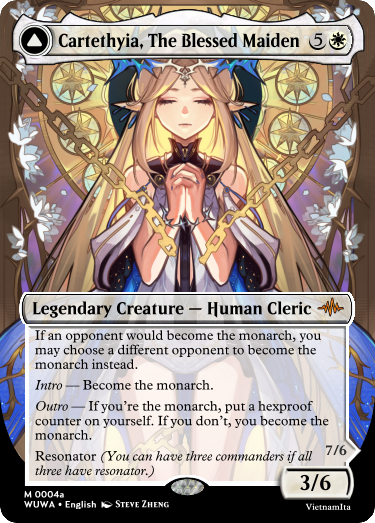 Cartethyia, The Blessed Maiden 5
Legendary Creature — Human Cleric
If an opponent would become the monarch, you
may choose a different opponent to become the
monarch instead.
Intro — Become the monarch.
Outro — If you're the monarch, put a hexproof
counter on yourself. If you don't, you become the
monarch.
Resonator (You can have three commanders if all
three have resonator.)
7/6
3/6
M 0004a
WUWA • English STEVE ZHENG
VietnamIta